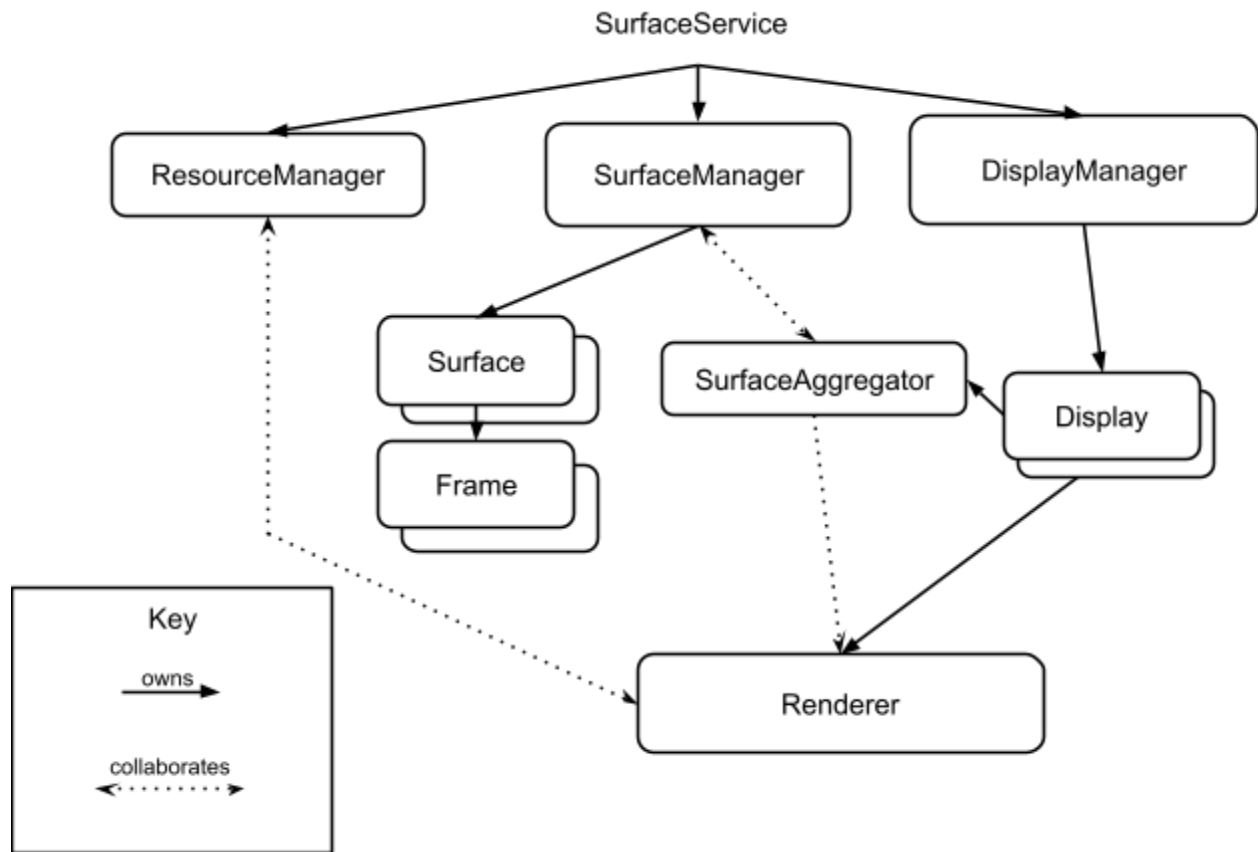 SurfaceService
ResourceManager
SurfaceManager
DisplayManager
Surface
SurfaceAggregator
Display
Frame
Key
owns
Renderer
collaborates